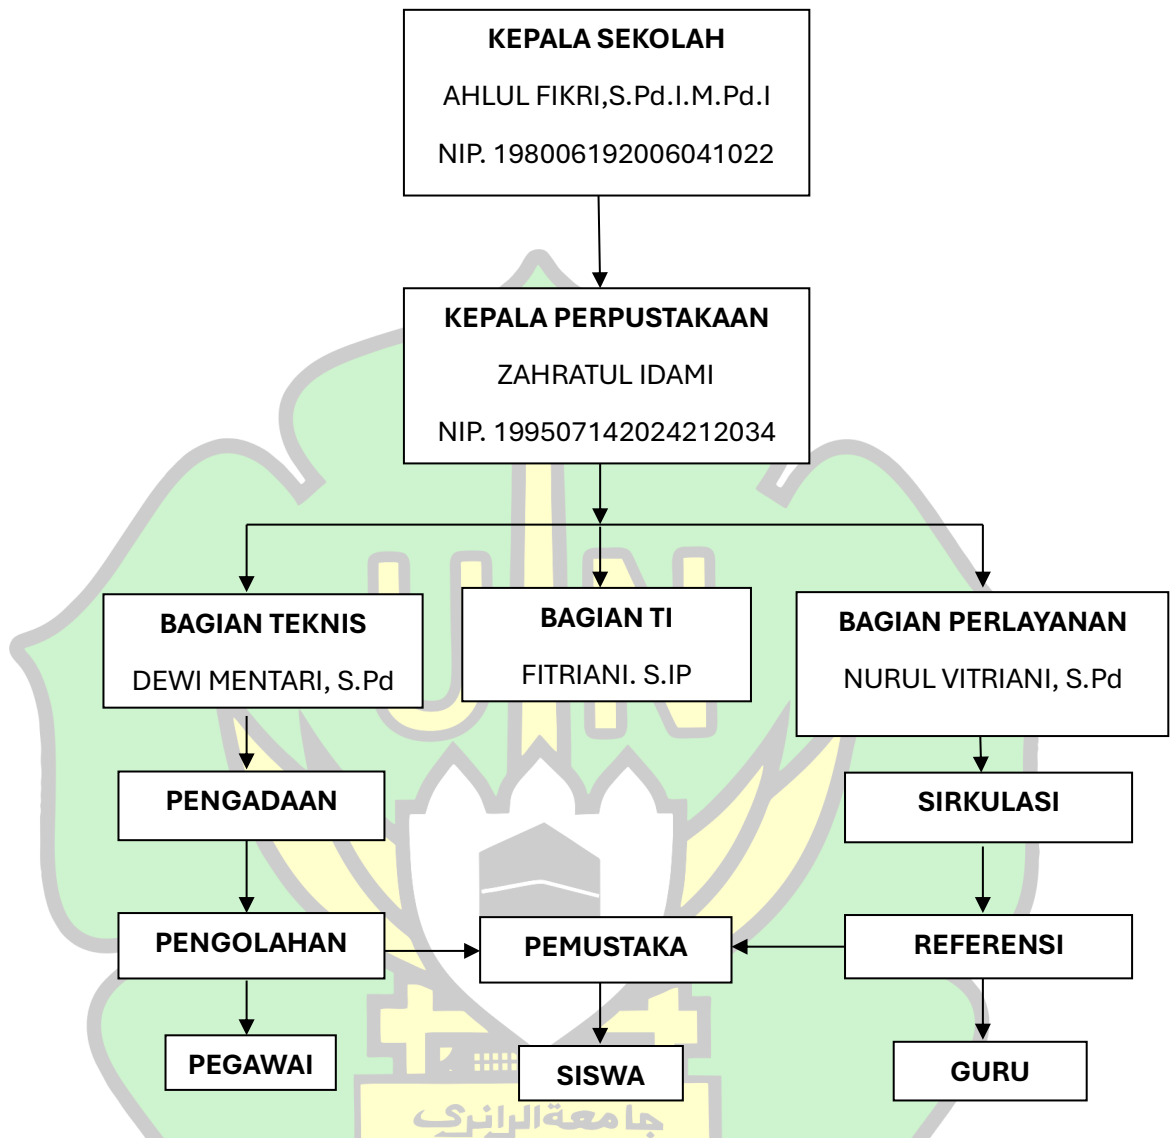 KEPALA SEKOLAH
AHLUL FIKRI,S.Pd.I.M.Pd.I
NIP. 198006192006041022
KEPALA PERPUSTAKAAN
ZAHRATUL IDAMI
NIP. 199507142024212034
UIN
BAGIAN TEKNIS
DEWI MENTARI, S.Pd
BAGIAN TI
FITRIANI. S.IP
BAGIAN PERLAYANAN
NURUL VITRIANI, S.Pd
PENGADAAN
SIRKULASI
PENGOLAHAN
PEMUSTAKA
REFERENSI
PEGAWAI
SISWA
GURU
جامعة الرانري